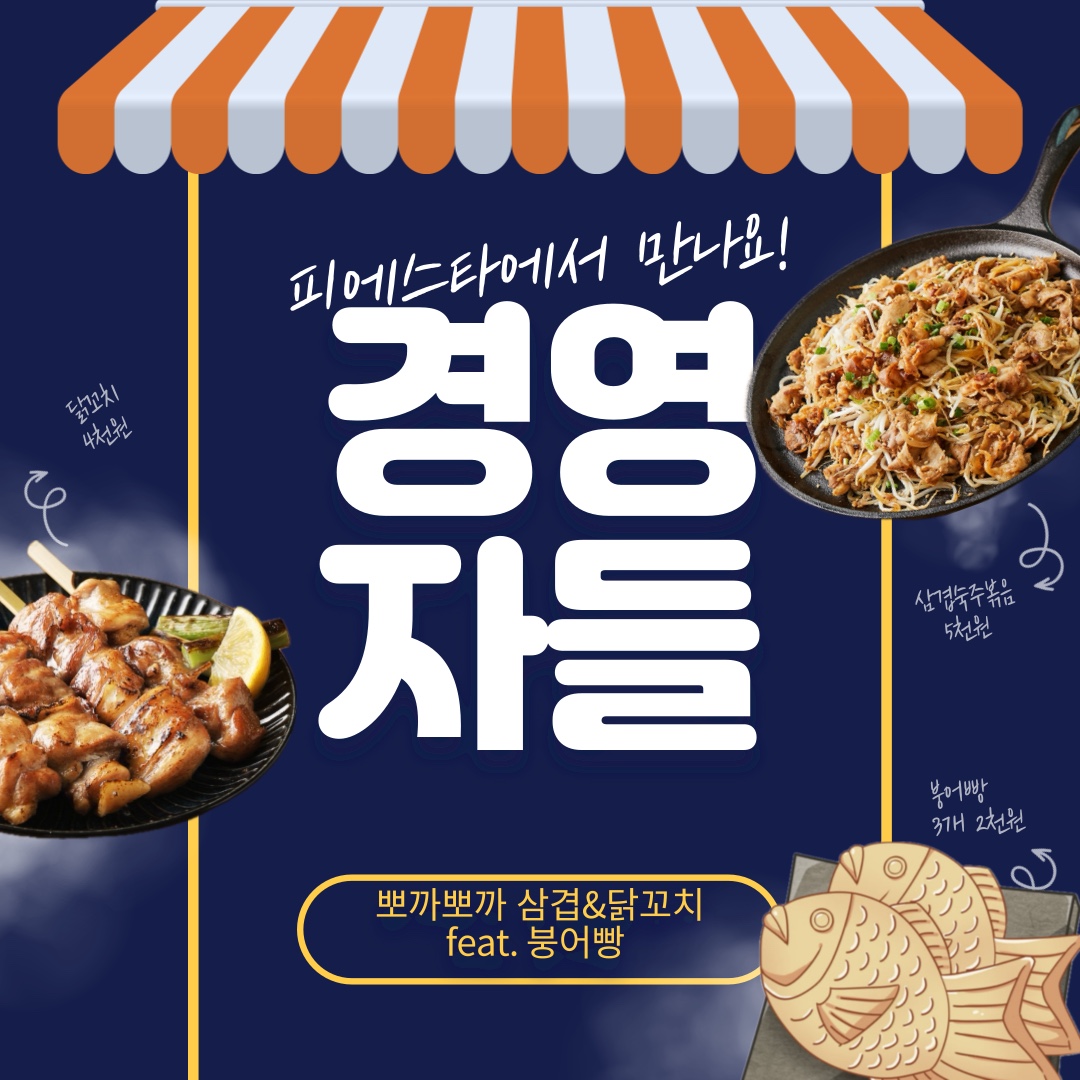 피에스타에서 만나요!
경영
자들
닭꼬치
4천원
삼겹숙주볶음
5천원
붕어빵
3개 2천원
뽀까뽀까 삼겹&닭꼬치
feat. 붕어빵